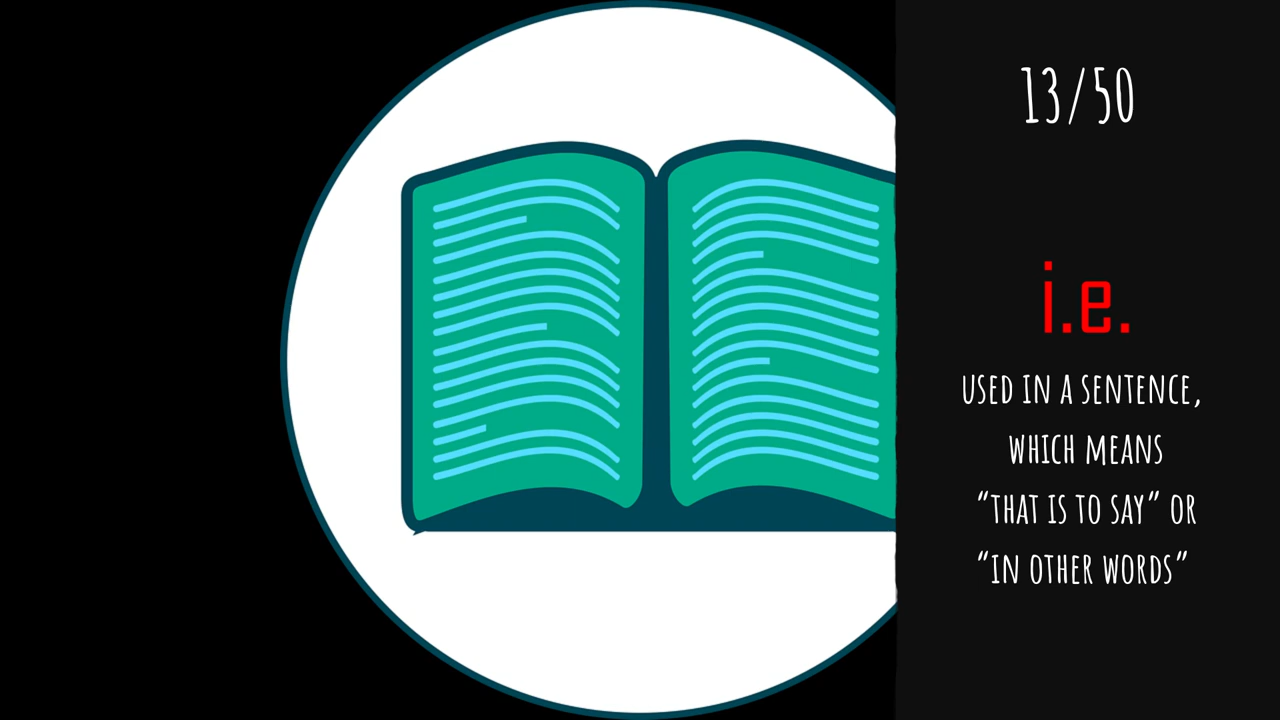 13/50
i.e.
USED IN A SENTENCE,
WHICH MEANS
“THAT IS TO SAY” OR
“IN OTHER WORDS”